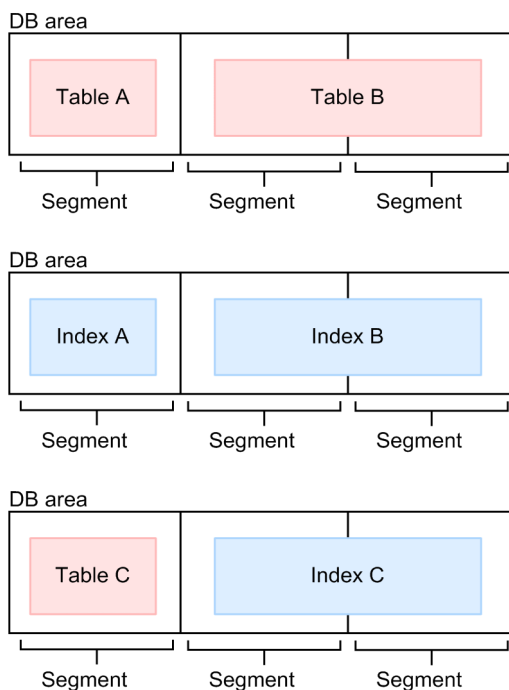 DB area
Table A
Table B
Segment
Segment
Segment
DB area
Index A
Index B
Segment
Segment
Segment
DB area
Table C
Index C
Segment
Segment
Segment